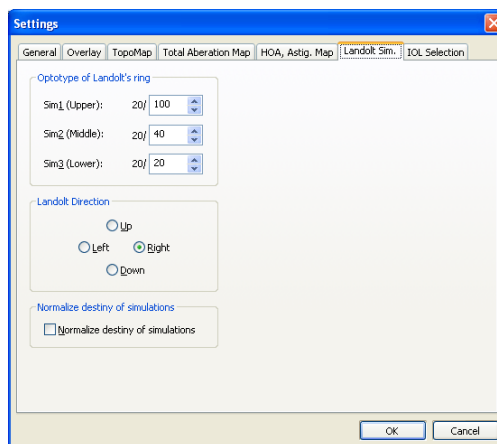 Settings
General Overlay TopoMap Total Aberation Map HOA, Astig. Map Landolt Sim. IOL Selection
Optotype of Landolt's ring
Sim1 (Upper): 20/ 100
Sim2 (Middle): 20/ 40
Sim3 (Lower): 20/ 20
Landolt Direction
Up
Left Right
Down
Normalize destiny of simulations
Normalize destiny of simulations
OK Cancel